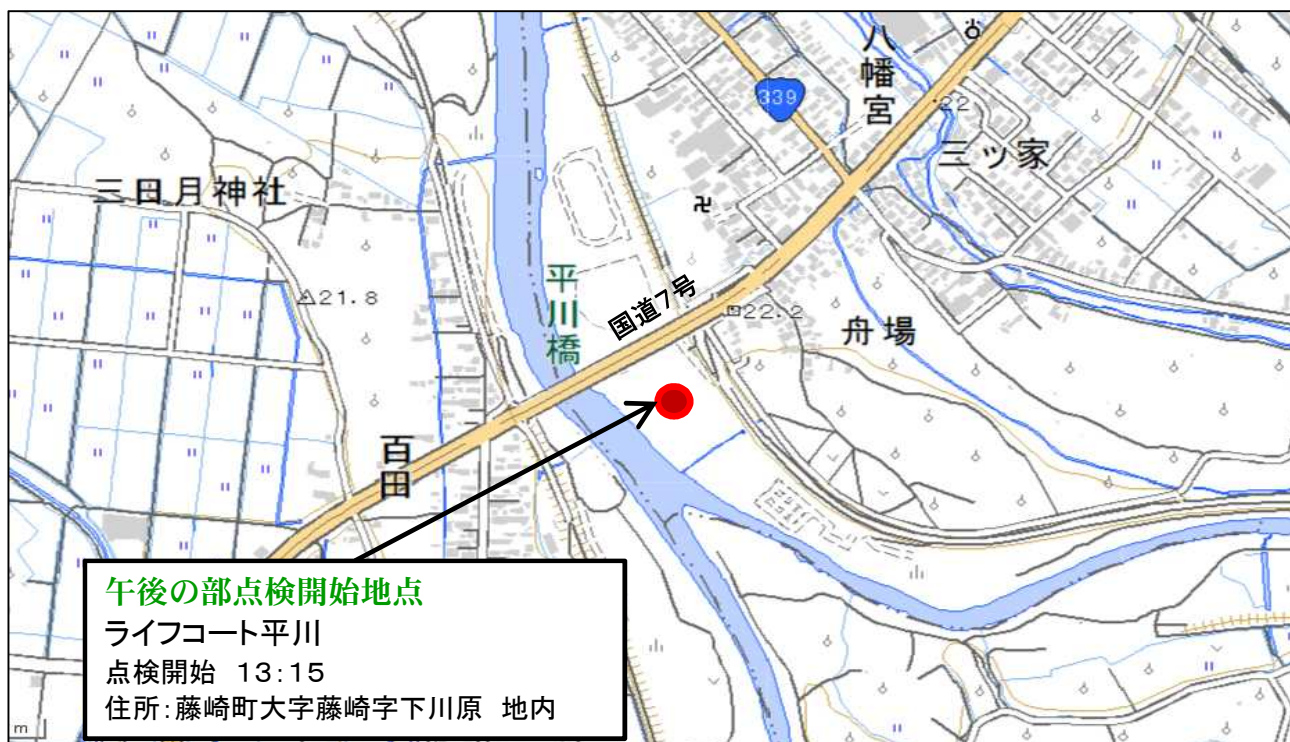 八幡宮
339
22
三ツ家
三日月神社
卍
平川橋
国道7号
△21.8
22.2
舟場
百田
午後の部点検開始地点
ライフコート平川
点検開始 13:15
住所:藤崎町大字藤崎字下川原 地内
m